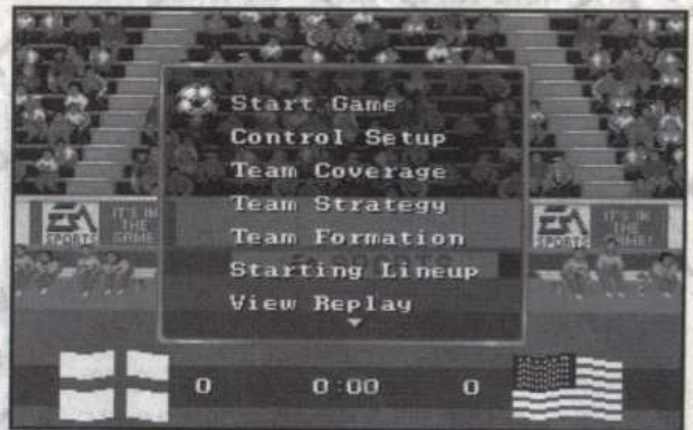 Start Game
Control Setup
Team Coverage
EA
SPORTS
IT'S IN
THE
GAME!
Team Strategy
EA
SPORTS
IT'S IN
THE
GAME!
Team Formation
Starting Lineup
View Replay
0 0:00 0